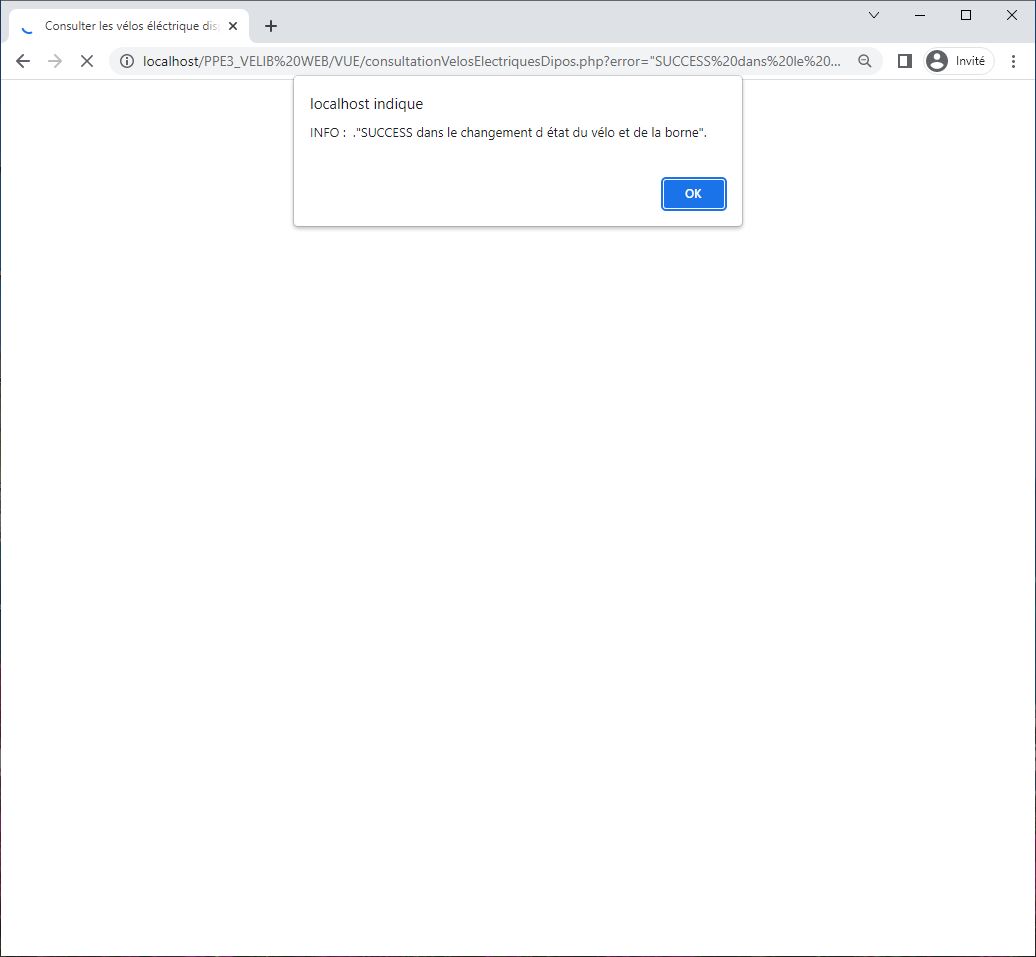 Consulter les vélos éléctrique dis
localhost/PPE3_VELIB%20WEB/VUE/consultationVelosElectriquesDipos.php?error="SUCCESS%20dans%20le%20...
Invité
localhost indique
INFO :  ."SUCCESS dans le changement d état du vélo et de la borne".
OK